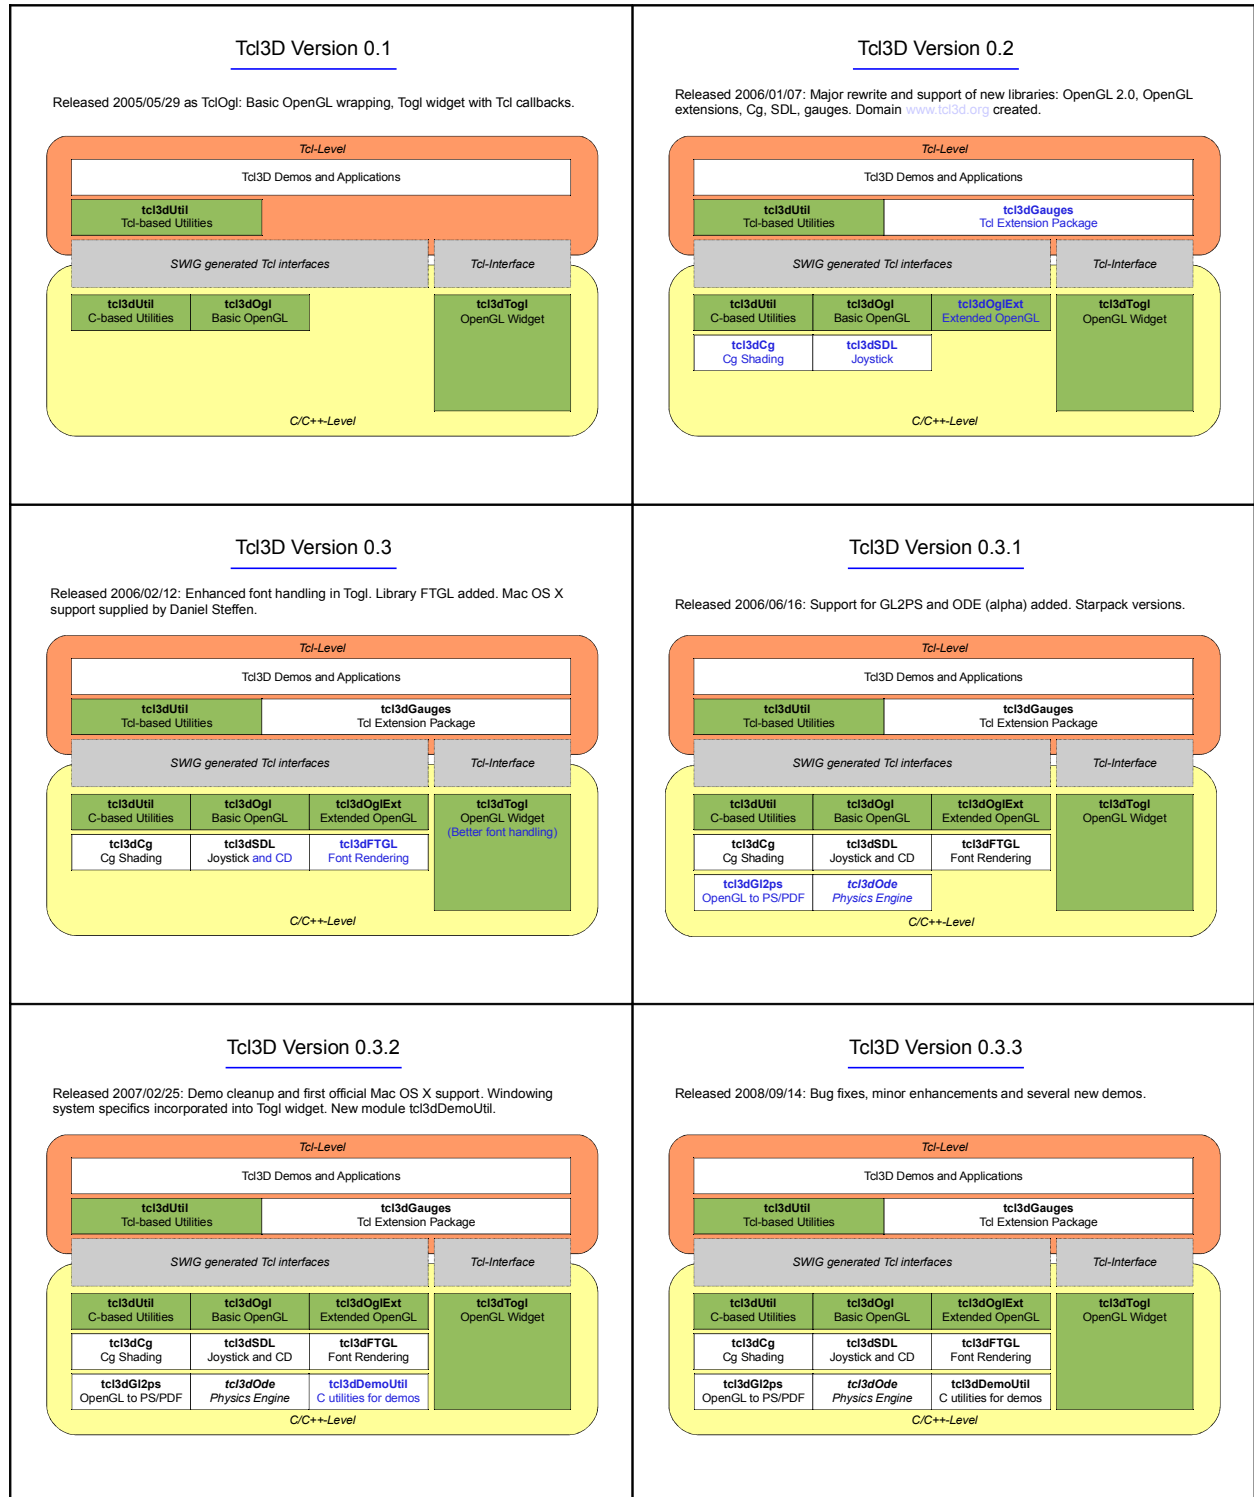 Tcl3D Version 0.1
Released 2005/05/29 as TclOgl: Basic OpenGL wrapping, Togl widget with Tcl callbacks.
Tcl-Level
Tcl3D Demos and Applications
tcl3dUtil
Tcl-based Utilities
SWIG generated Tcl interfaces
Tcl-Interface
tcl3dUtil
C-based Utilities
tcl3dOgl
Basic OpenGL
tcl3dTogl
OpenGL Widget
C/C++-Level
Tcl3D Version 0.2
Released 2006/01/07: Major rewrite and support of new libraries: OpenGL 2.0, OpenGL
extensions, Cg, SDL, gauges. Domain www.tcl3d.org created.
Tcl-Level
Tcl3D Demos and Applications
tcl3dUtil
Tcl-based Utilities
tcl3dGauges
Tcl Extension Package
SWIG generated Tcl interfaces
Tcl-Interface
tcl3dUtil
C-based Utilities
tcl3dOgl
Basic OpenGL
tcl3dOglExt
Extended OpenGL
tcl3dTogl
OpenGL Widget
tcl3dCg
Cg Shading
tcl3dSDL
Joystick
C/C++-Level
Tcl3D Version 0.3
Released 2006/02/12: Enhanced font handling in Togl. Library FTGL added. Mac OS X
support supplied by Daniel Steffen.
Tcl-Level
Tcl3D Demos and Applications
tcl3dUtil
Tcl-based Utilities
tcl3dGauges
Tcl Extension Package
SWIG generated Tcl interfaces
Tcl-Interface
tcl3dUtil
C-based Utilities
tcl3dOgl
Basic OpenGL
tcl3dOglExt
Extended OpenGL
tcl3dTogl
OpenGL Widget
(Better font handling)
tcl3dCg
Cg Shading
tcl3dSDL
Joystick and CD
tcl3dFTGL
Font Rendering
C/C++-Level
Tcl3D Version 0.3.1
Released 2006/06/16: Support for GL2PS and ODE (alpha) added. Starpack versions.
Tcl-Level
Tcl3D Demos and Applications
tcl3dUtil
Tcl-based Utilities
tcl3dGauges
Tcl Extension Package
SWIG generated Tcl interfaces
Tcl-Interface
tcl3dUtil
C-based Utilities
tcl3dOgl
Basic OpenGL
tcl3dOglExt
Extended OpenGL
tcl3dTogl
OpenGL Widget
tcl3dCg
Cg Shading
tcl3dSDL
Joystick and CD
tcl3dFTGL
Font Rendering
tcl3dGl2ps
OpenGL to PS/PDF
tcl3dOde
Physics Engine
C/C++-Level
Tcl3D Version 0.3.2
Released 2007/02/25: Demo cleanup and first official Mac OS X support. Windowing
system specifics incorporated into Togl widget. New module tcl3dDemoUtil.
Tcl-Level
Tcl3D Demos and Applications
tcl3dUtil
Tcl-based Utilities
tcl3dGauges
Tcl Extension Package
SWIG generated Tcl interfaces
Tcl-Interface
tcl3dUtil
C-based Utilities
tcl3dOgl
Basic OpenGL
tcl3dOglExt
Extended OpenGL
tcl3dTogl
OpenGL Widget
tcl3dCg
Cg Shading
tcl3dSDL
Joystick and CD
tcl3dFTGL
Font Rendering
tcl3dGl2ps
OpenGL to PS/PDF
tcl3dOde
Physics Engine
tcl3dDemoUtil
C utilities for demos
C/C++-Level
Tcl3D Version 0.3.3
Released 2008/09/14: Bug fixes, minor enhancements and several new demos.
Tcl-Level
Tcl3D Demos and Applications
tcl3dUtil
Tcl-based Utilities
tcl3dGauges
Tcl Extension Package
SWIG generated Tcl interfaces
Tcl-Interface
tcl3dUtil
C-based Utilities
tcl3dOgl
Basic OpenGL
tcl3dOglExt
Extended OpenGL
tcl3dTogl
OpenGL Widget
tcl3dCg
Cg Shading
tcl3dSDL
Joystick and CD
tcl3dFTGL
Font Rendering
tcl3dGl2ps
OpenGL to PS/PDF
tcl3dOde
Physics Engine
tcl3dDemoUtil
C utilities for demos
C/C++-Level